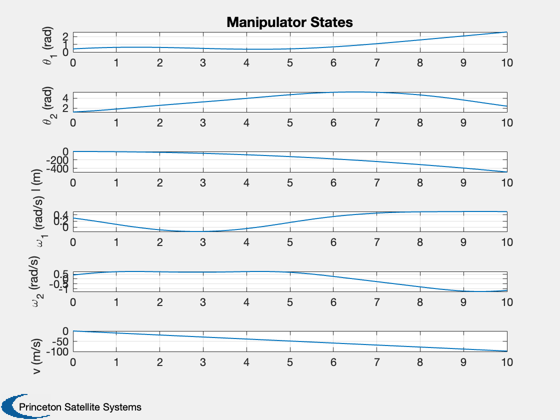 Manipulator States
θ1 (rad)
2
1
0
0 1 2 3 4 5 6 7 8 9 10
θ2 (rad)
4
2
0 1 2 3 4 5 6 7 8 9 10
l (m)
0
-200
-400
0 1 2 3 4 5 6 7 8 9 10
ω1 (rad/s)
0.4
0.2
0
0 1 2 3 4 5 6 7 8 9 10
ω2 (rad/s)
0.5
0
-0.5
-1
0 1 2 3 4 5 6 7 8 9 10
v (m/s)
0
-50
-100
0 1 2 3 4 5 6 7 8 9 10
Princeton Satellite Systems